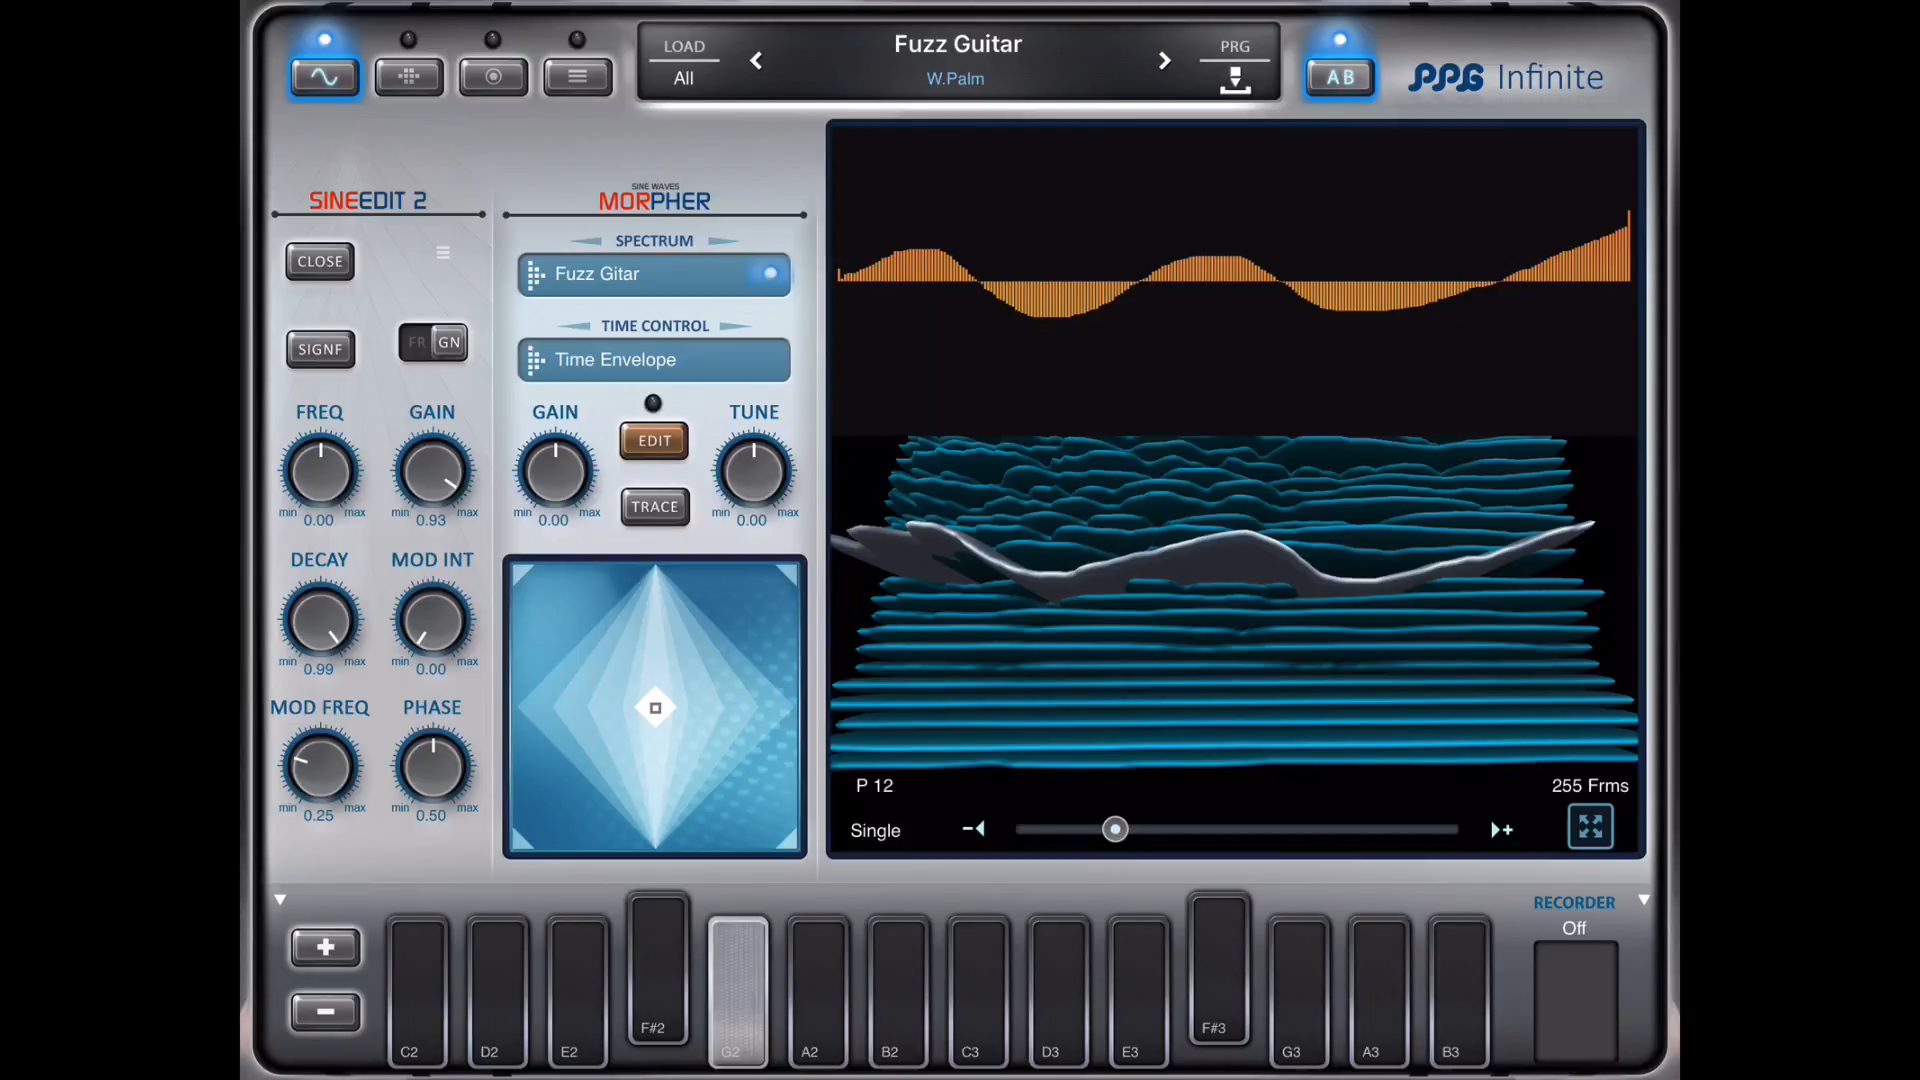 LOAD
All
Fuzz Guitar
W.Palm
PRG
AB
PPG Infinite
SINEEDIT 2
CLOSE
SIGNF
FR GN
FREQ GAIN
min max min max
0.00 0.93
DECAY MOD INT
min max min max
0.99 0.00
MOD FREQ PHASE
min max min max
0.25 0.50
SINE WAVES
MORPHER
SPECTRUM
Fuzz Gitar
TIME CONTROL
Time Envelope
GAIN TUNE
EDIT
TRACE
min max min max
0.00 0.00
P 12 255 Frms
Single
RECORDER
Off
C2 D2 E2 F#2 G2 A2 B2 C3 D3 E3 F#3 G3 A3 B3